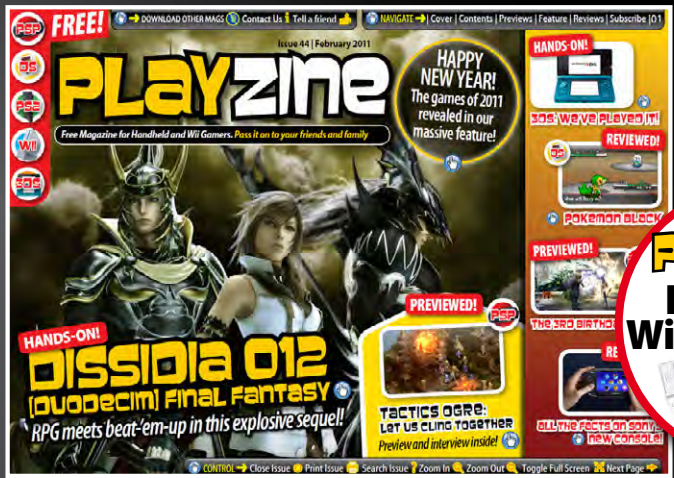 FREE!
DOWNLOAD OTHER MAGS Contact Us Tell a friend
NAVIGATE Cover | Contents | Previews | Feature | Reviews | Subscribe |01
Issue 44 | February 2011
PLAYZINE
Free Magazine for Handheld and Wii Gamers. Pass it on to your friends and family
PSP
DS
PS2
Wii
3DS
HAPPY
NEW YEAR!
The games of 2011
revealed in our
massive feature!
HANDS-ON!
3DS: WE'VE PLAYED IT!
REVIEWED!
DS
POKEMON BLACK
PREVIEWED!
THE 3RD BIRTHD
ALL THE FACTS ON SONY'S
NEW CONSOLE!
HANDS-ON!
DISSIDIA 012
[DUODECIM] FINAL FANTASY
RPG meets beat-'em-up in this explosive sequel!
PREVIEWED!
PSP
TACTICS OGRE:
LET US CLING TOGETHER
Preview and interview inside!
CONTROL Close Issue Print Issue Search Issue Zoom In Zoom Out Toggle Full Screen Next Page